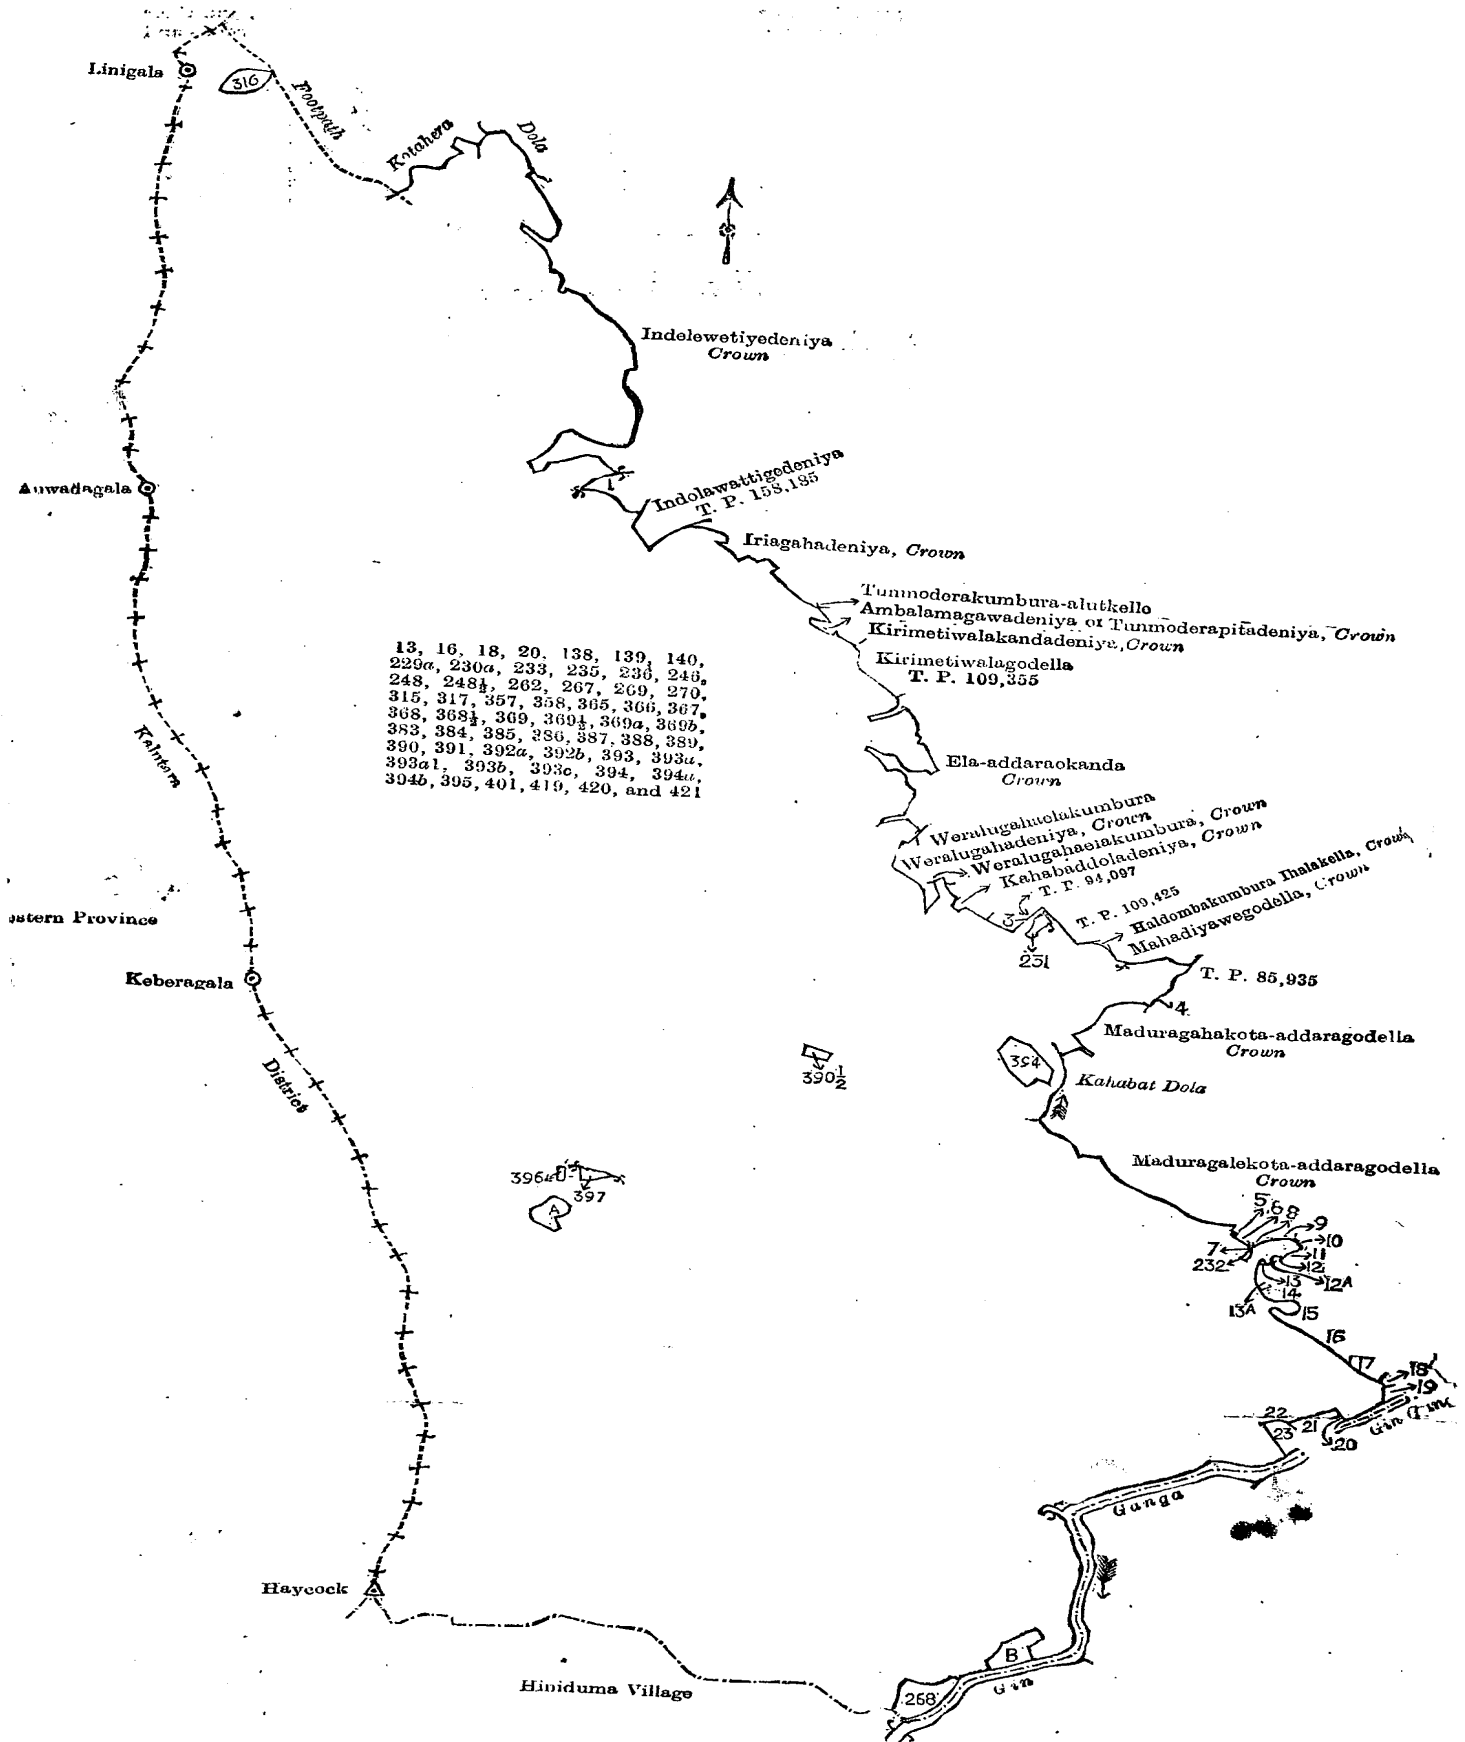 Linigala
316
Footpath
Kotahera
Dola
Indelewetiyedeniya
Crown
Auwadagala
1
Indolawattigedeniya
T. P. 158,185
Iriagahadeniya, Crown
Tunmoderakumbura-alutkello
Ambalamagawadeniya or Tunmoderapitadeniya, Crown
Kirimetiwalakandadeniya, Crown
Kirimetiwalagodella
T. P. 109,355
13, 16, 18, 20, 138, 139, 140,
229a, 230a, 233, 235, 236, 246,
248, 248½, 262, 267, 269, 270,
315, 317, 357, 358, 365, 366, 367,
368, 368½, 369, 369½, 369a, 369b,
383, 384, 385, 386, 387, 388, 389,
390, 391, 392a, 392b, 393, 393a,
393a1, 393b, 393c, 394, 394a,
394b, 395, 401, 419, 420, and 421
Kalutara
Ela-addaraokanda
Crown
Weralugahaelakumbura
Weralugahadeniya, Crown
Weralugahaelakumbura, Crown
Kahabaddoladeniya, Crown
T. P. 94,097
3
T. P. 109,425
Haldombakumbura Ihalakella, Crown
Mahadiyawegodella, Crown
231
stern Province
Keberagala
T. P. 85,935
4
Maduragahakota-addaragodella
Crown
390½
394
Kahabat Dola
District
Maduragalekota-addaragodella
Crown
397
A
5
6
8
9
7
10
232
11
12
12A
13
14
13A
15
16
17
18
19
22
21
23
20
Gin
Ganga
Haycock
B
Hiniduma Village
268
Gin